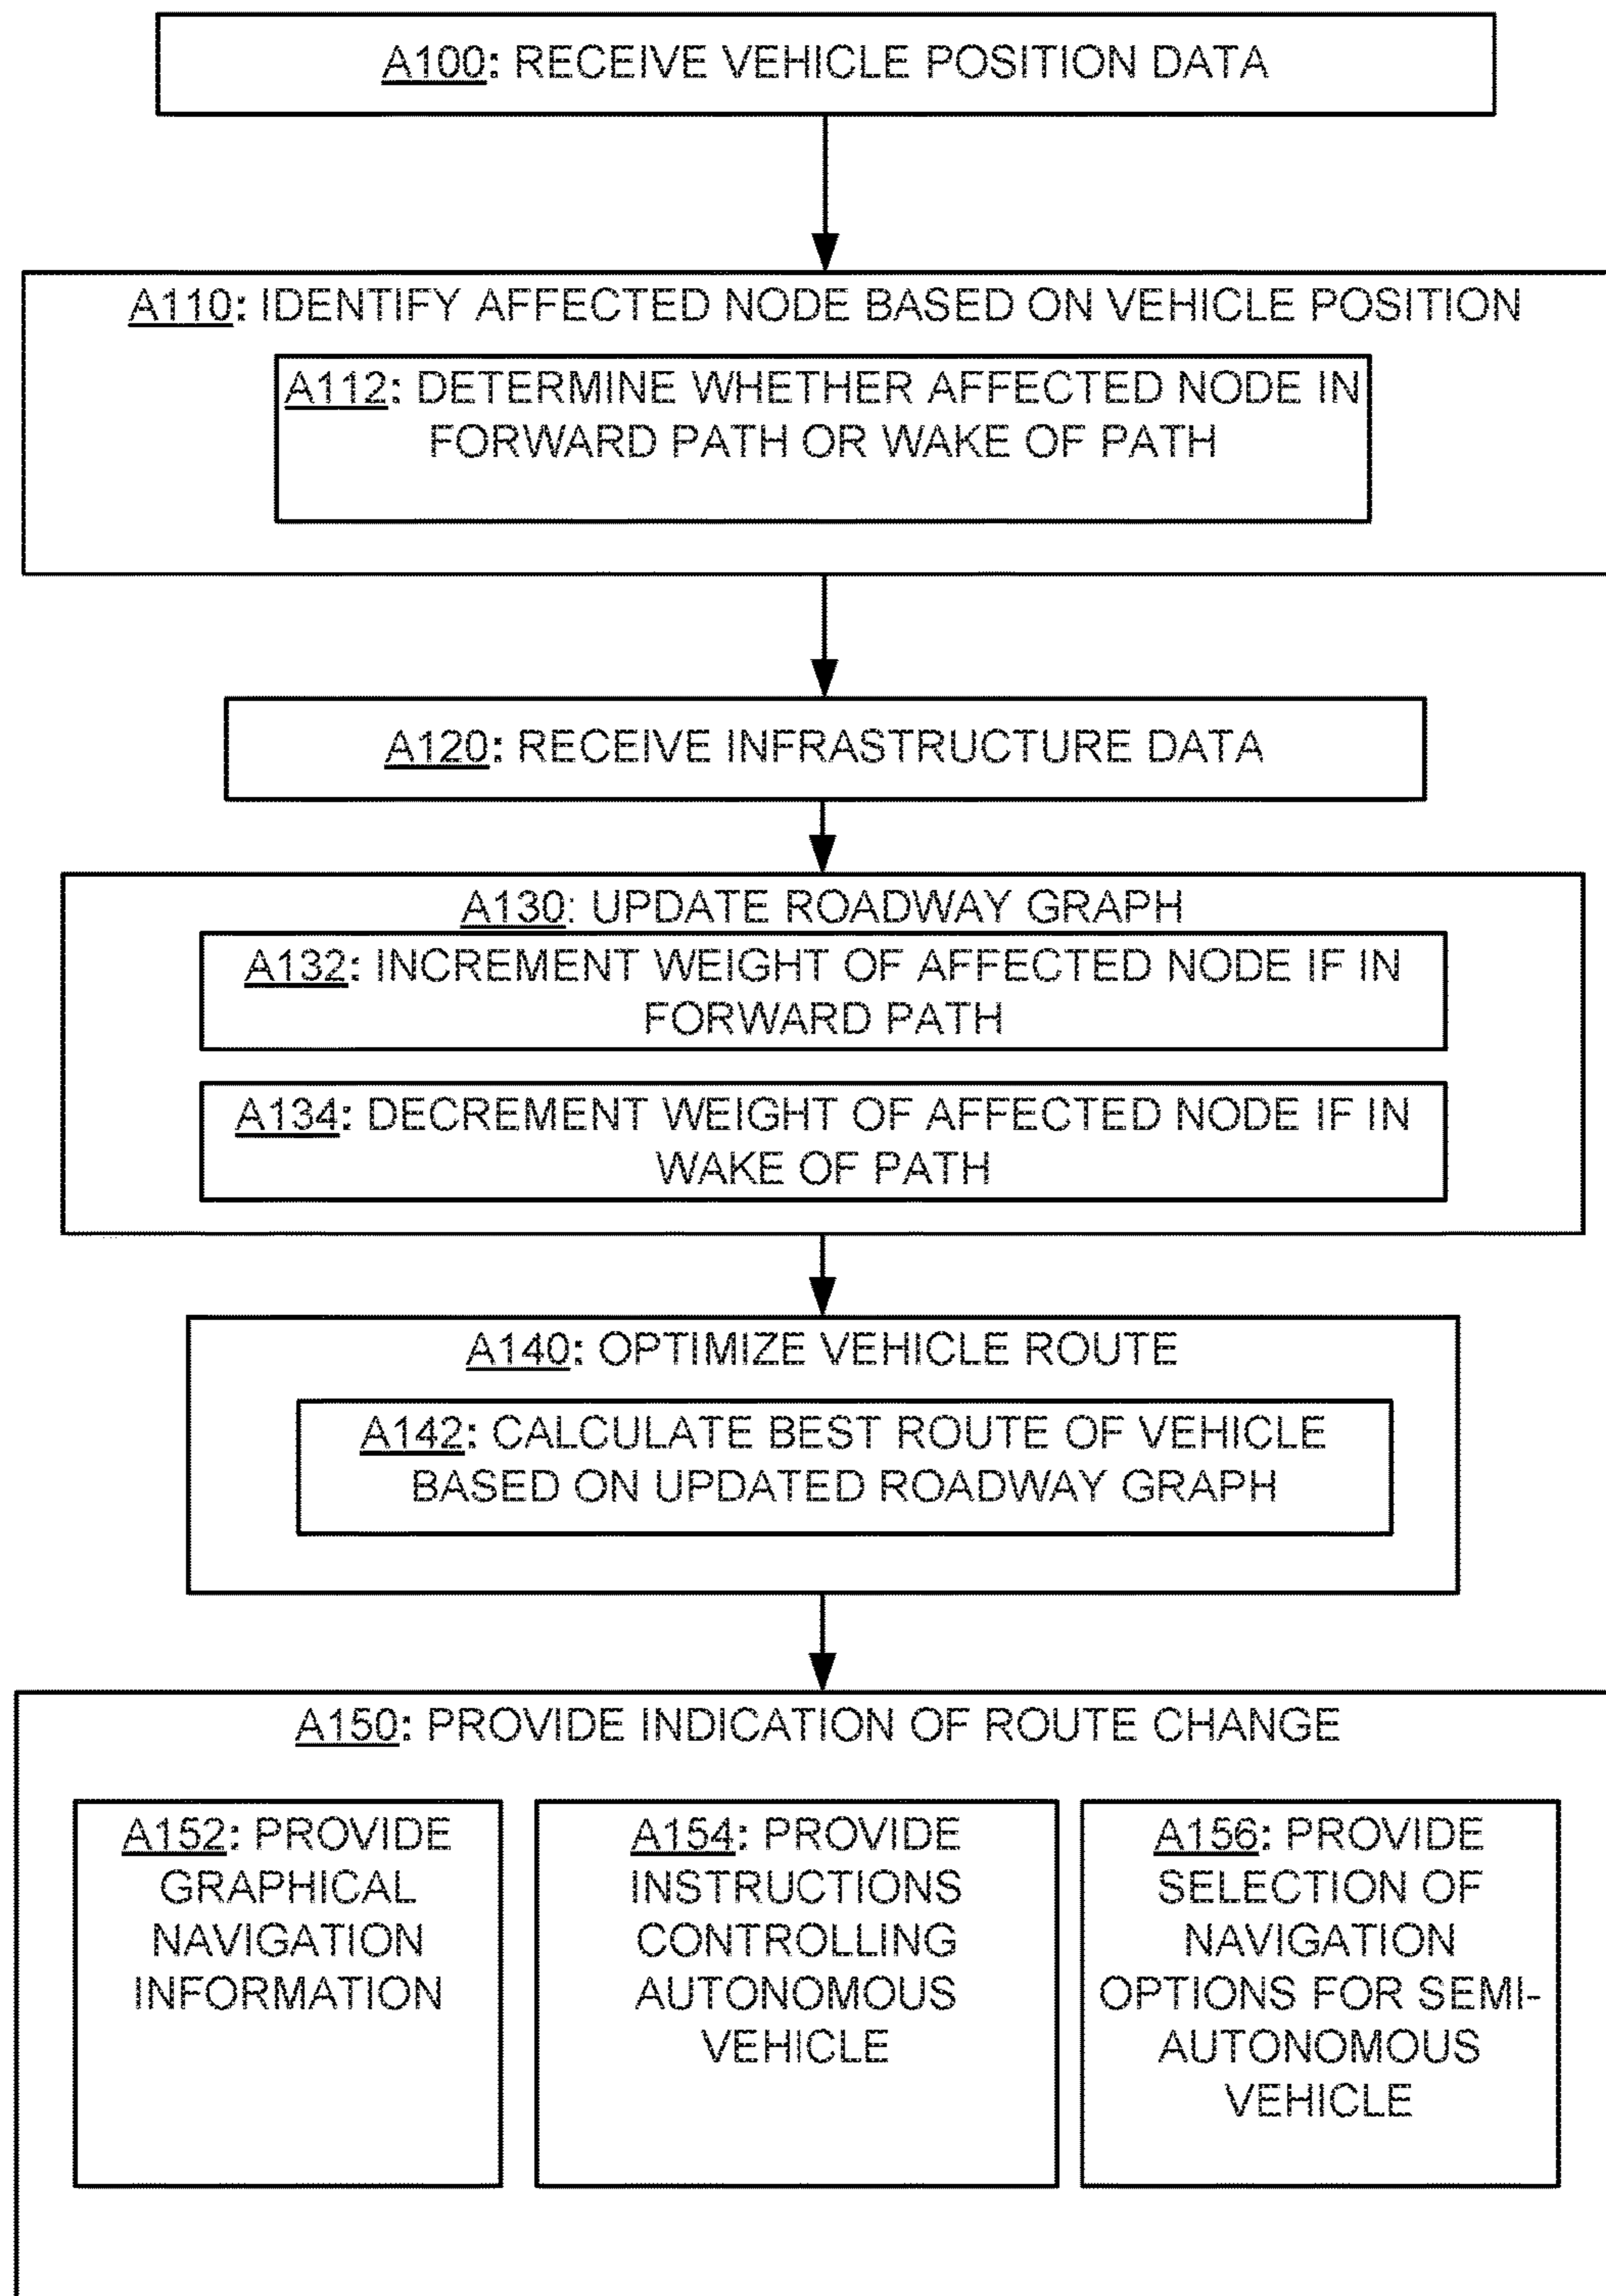 A100: RECEIVE VEHICLE POSITION DATA
A110: IDENTIFY AFFECTED NODE BASED ON VEHICLE POSITION
A112: DETERMINE WHETHER AFFECTED NODE IN
FORWARD PATH OR WAKE OF PATH
A120: RECEIVE INFRASTRUCTURE DATA
A130: UPDATE ROADWAY GRAPH
A132: INCREMENT WEIGHT OF AFFECTED NODE IF IN
FORWARD PATH
A134: DECREMENT WEIGHT OF AFFECTED NODE IF IN
WAKE OF PATH
A140: OPTIMIZE VEHICLE ROUTE
A142: CALCULATE BEST ROUTE OF VEHICLE
BASED ON UPDATED ROADWAY GRAPH
A150: PROVIDE INDICATION OF ROUTE CHANGE
A152: PROVIDE
GRAPHICAL
NAVIGATION
INFORMATION
A154: PROVIDE
INSTRUCTIONS
CONTROLLING
AUTONOMOUS
VEHICLE
A156: PROVIDE
SELECTION OF
NAVIGATION
OPTIONS FOR SEMI-
AUTONOMOUS
VEHICLE